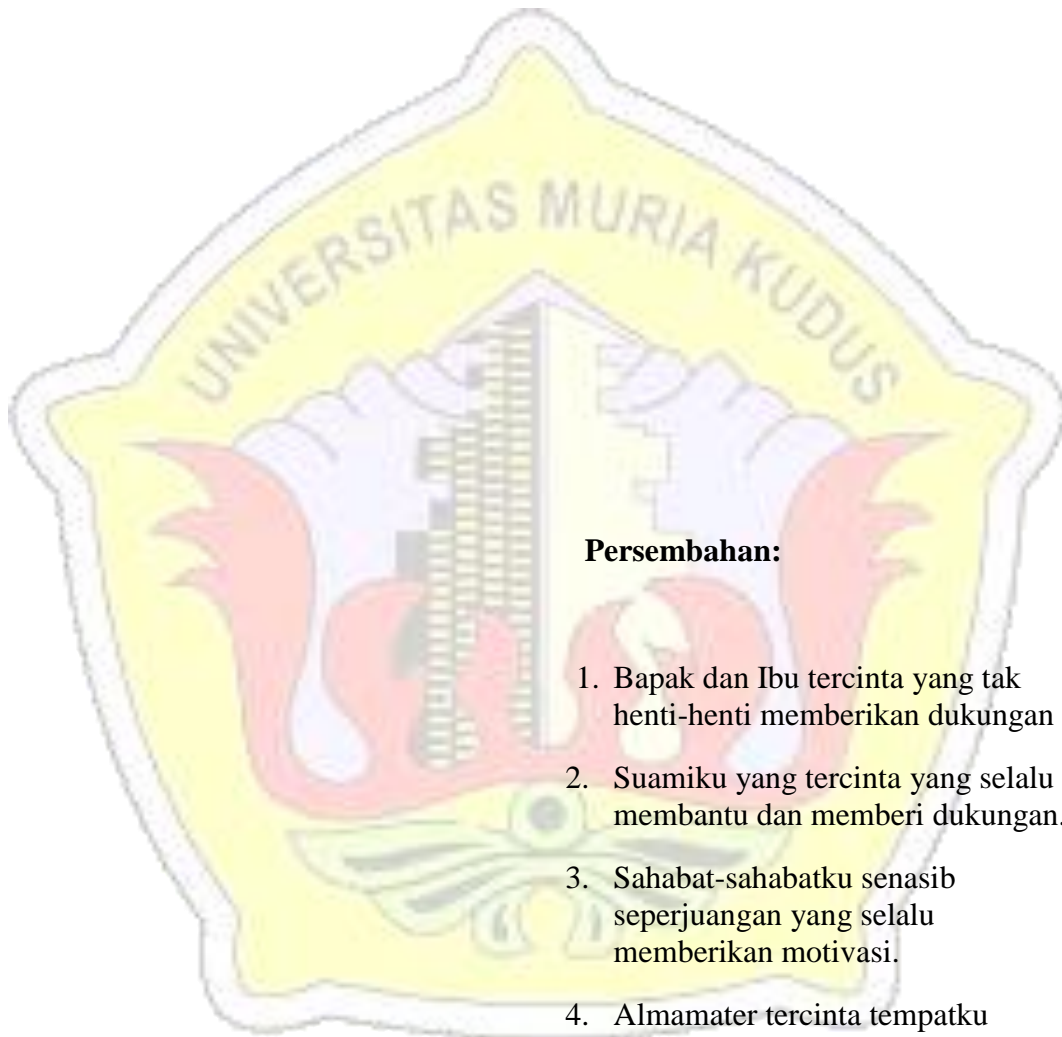 UNIVERSITAS MURIA KUDUS
Persembahan:
1. Bapak dan Ibu tercinta yang tak
henti-henti memberikan dukungan
2. Suamiku yang tercinta yang selalu
membantu dan memberi dukungan.
3. Sahabat-sahabatku senasib
seperjuangan yang selalu
memberikan motivasi.
4. Almamater tercinta tempatku